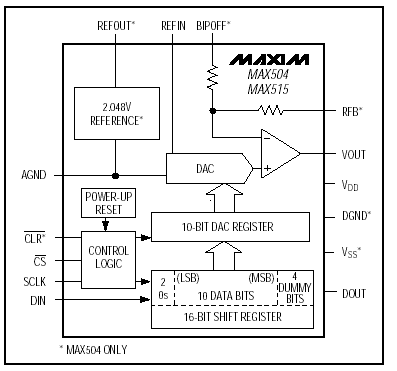 REFOUT* REFIN BIPOFF*
MAXIM
MAX504
MAX515
2.048V
REFERENCE*
RFB*
DAC
VOUT
AGND
VDD
POWER-UP
RESET
10-BIT DAC REGISTER
DGND*
CLR*
CONTROL
LOGIC
CS
VSS*
SCLK
2
0s
(LSB) (MSB)
10 DATA BITS
4
DUMMY
BITS
DOUT
DIN
16-BIT SHIFT REGISTER
* MAX504 ONLY